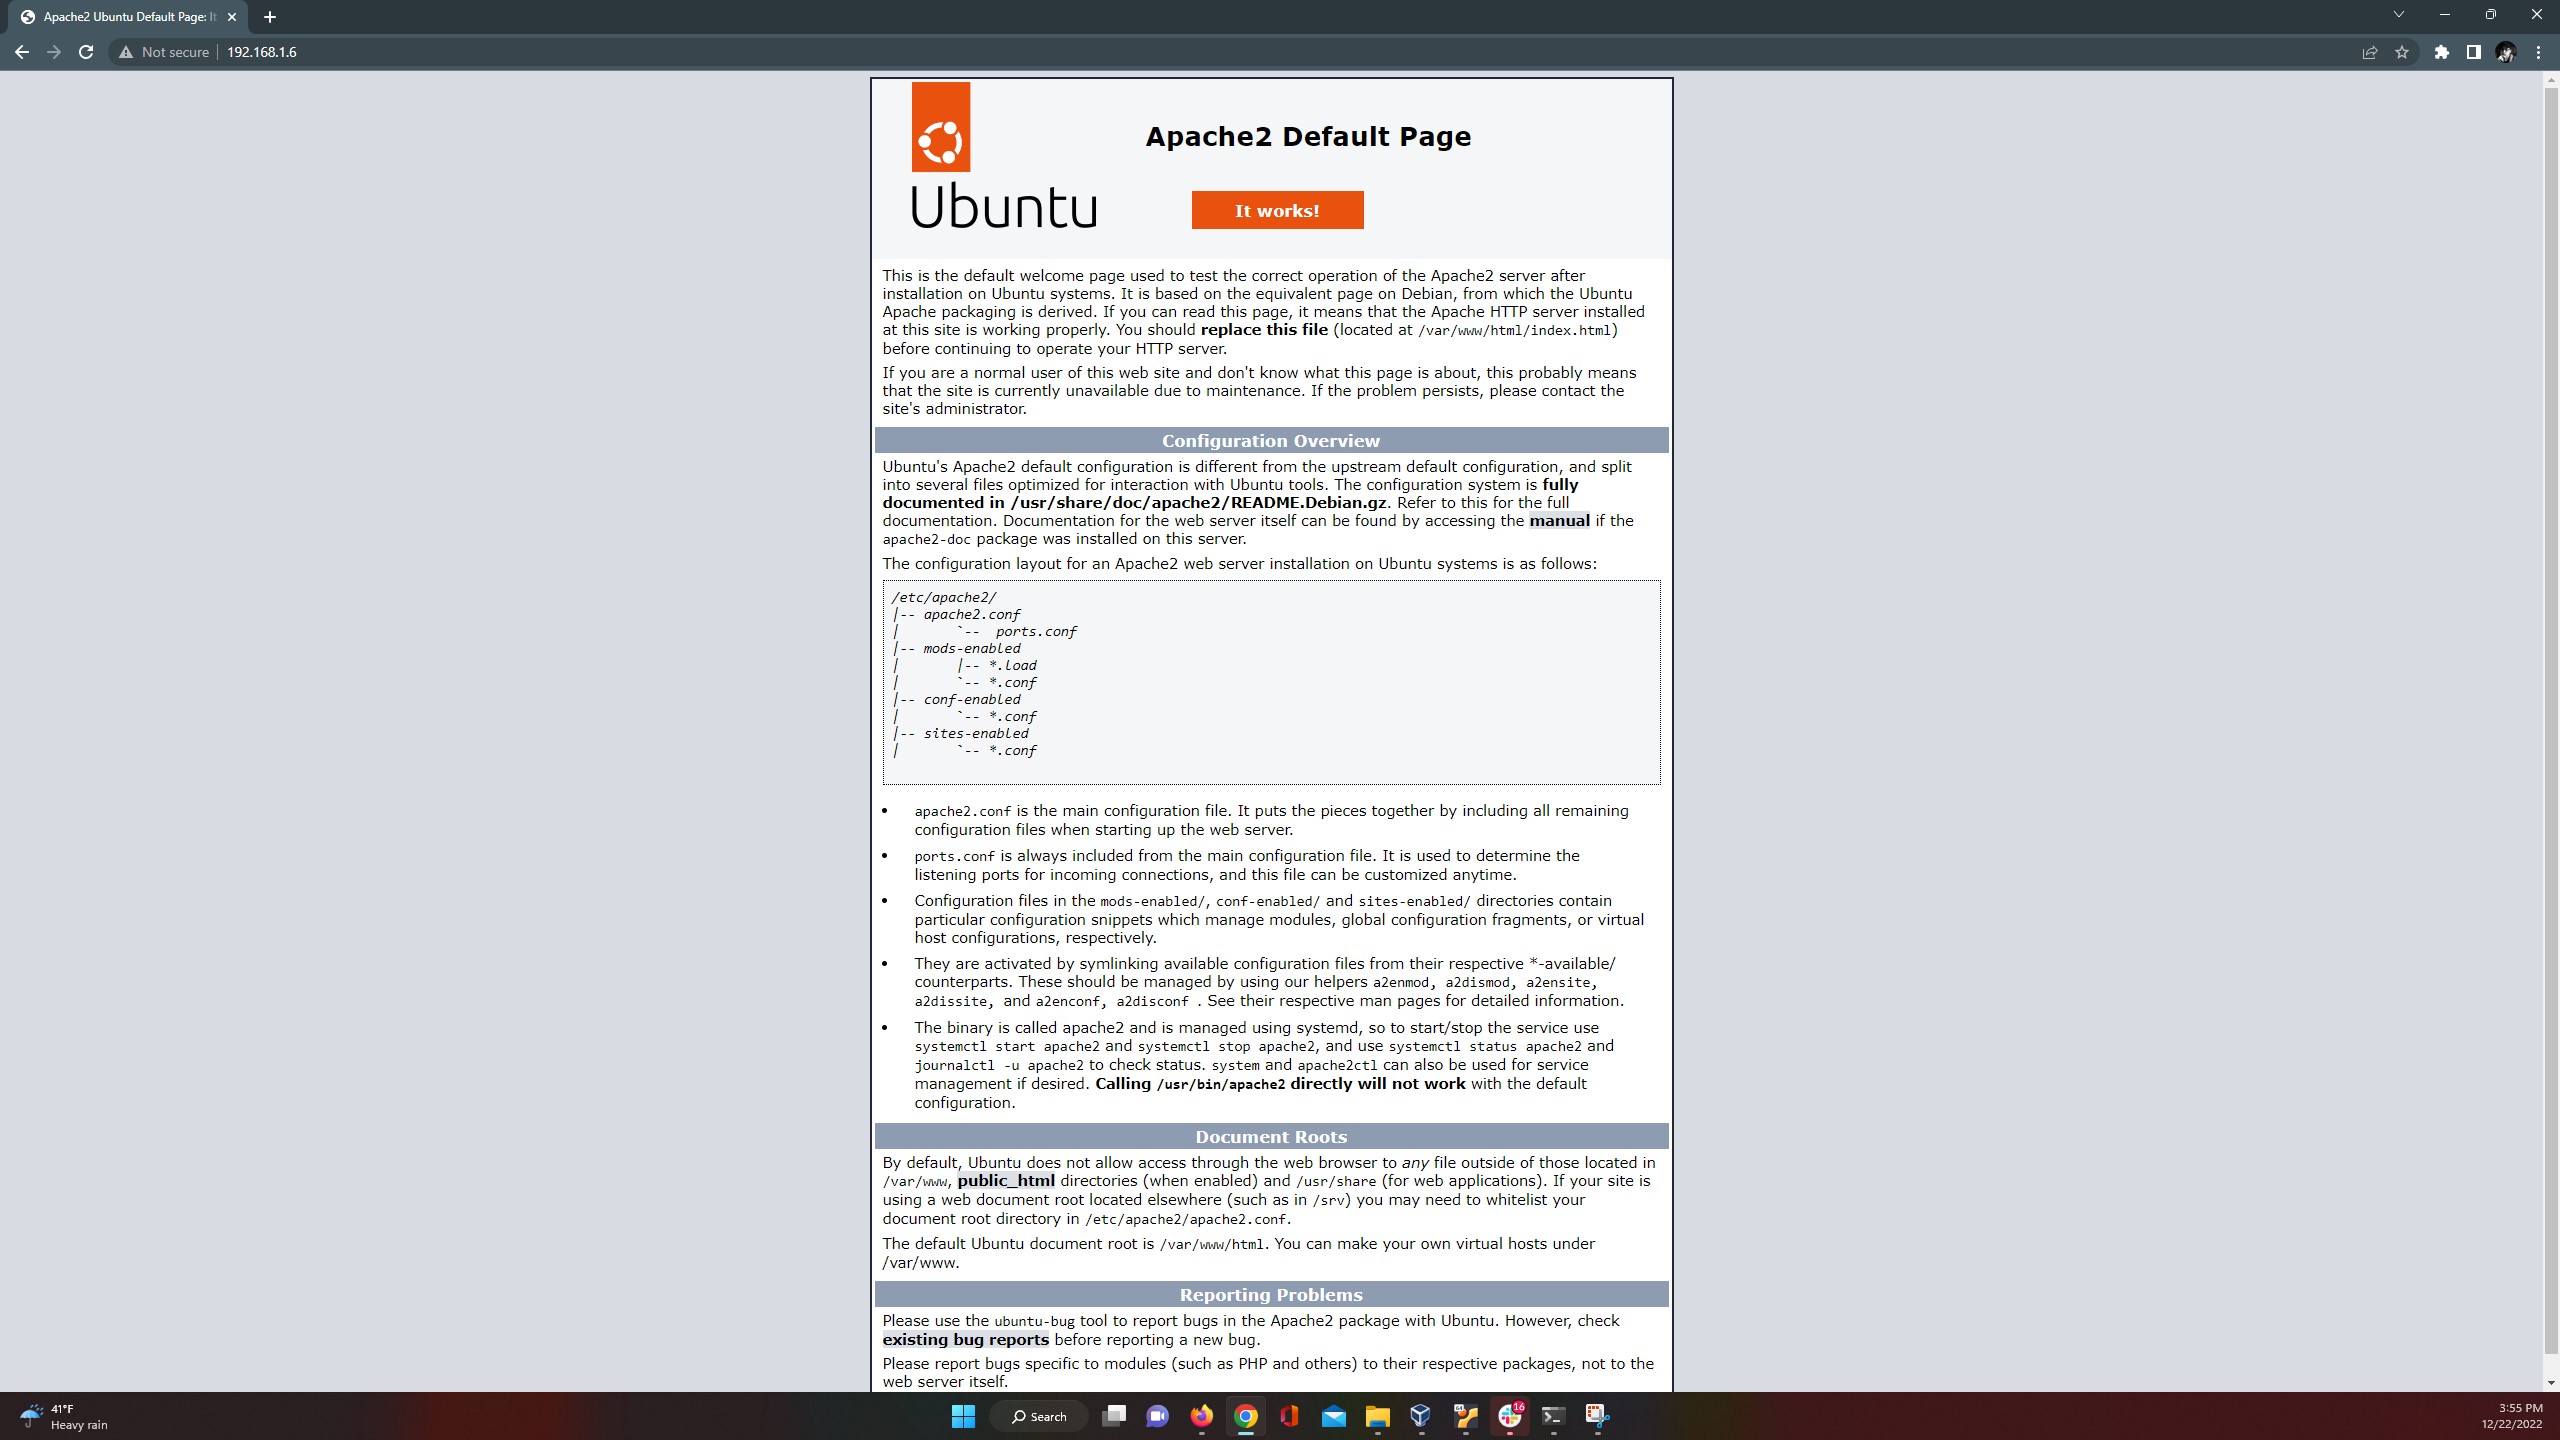 Apache2 Ubuntu Default Page: It
Not secure
192.168.1.6
Apache2 Default Page
Ubuntu
It works!
This is the default welcome page used to test the correct operation of the Apache2 server after
installation on Ubuntu systems. It is based on the equivalent page on Debian, from which the Ubuntu
Apache packaging is derived. If you can read this page, it means that the Apache HTTP server installed
at this site is working properly. You should replace this file (located at /var/www/html/index.html)
before continuing to operate your HTTP server.
If you are a normal user of this web site and don't know what this page is about, this probably means
that the site is currently unavailable due to maintenance. If the problem persists, please contact the
site's administrator.
Configuration Overview
Ubuntu's Apache2 default configuration is different from the upstream default configuration, and split
into several files optimized for interaction with Ubuntu tools. The configuration system is fully
documented in /usr/share/doc/apache2/README.Debian.gz. Refer to this for the full
documentation. Documentation for the web server itself can be found by accessing the manual if the
apache2-doc package was installed on this server.
The configuration layout for an Apache2 web server installation on Ubuntu systems is as follows:
/etc/apache2/
|-- apache2.conf
|       `--  ports.conf
|-- mods-enabled
|       |-- *.load
|       `-- *.conf
|-- conf-enabled
|       `-- *.conf
|-- sites-enabled
|       `-- *.conf
• apache2.conf is the main configuration file. It puts the pieces together by including all remaining
configuration files when starting up the web server.
• ports.conf is always included from the main configuration file. It is used to determine the
listening ports for incoming connections, and this file can be customized anytime.
• Configuration files in the mods-enabled/, conf-enabled/ and sites-enabled/ directories contain
particular configuration snippets which manage modules, global configuration fragments, or virtual
host configurations, respectively.
• They are activated by symlinking available configuration files from their respective *-available/
counterparts. These should be managed by using our helpers a2enmod, a2dismod, a2ensite,
a2dissite, and a2enconf, a2disconf . See their respective man pages for detailed information.
• The binary is called apache2 and is managed using systemd, so to start/stop the service use
systemctl start apache2 and systemctl stop apache2, and use systemctl status apache2 and
journalctl -u apache2 to check status. system and apache2ctl can also be used for service
management if desired. Calling /usr/bin/apache2 directly will not work with the default
configuration.
Document Roots
By default, Ubuntu does not allow access through the web browser to any file outside of those located in
/var/www, public_html directories (when enabled) and /usr/share (for web applications). If your site is
using a web document root located elsewhere (such as in /srv) you may need to whitelist your
document root directory in /etc/apache2/apache2.conf.
The default Ubuntu document root is /var/www/html. You can make your own virtual hosts under
/var/www.
Reporting Problems
Please use the ubuntu-bug tool to report bugs in the Apache2 package with Ubuntu. However, check
existing bug reports before reporting a new bug.
Please report bugs specific to modules (such as PHP and others) to their respective packages, not to the
web server itself.
41°F
Heavy rain
Search
16
3:55 PM
12/22/2022